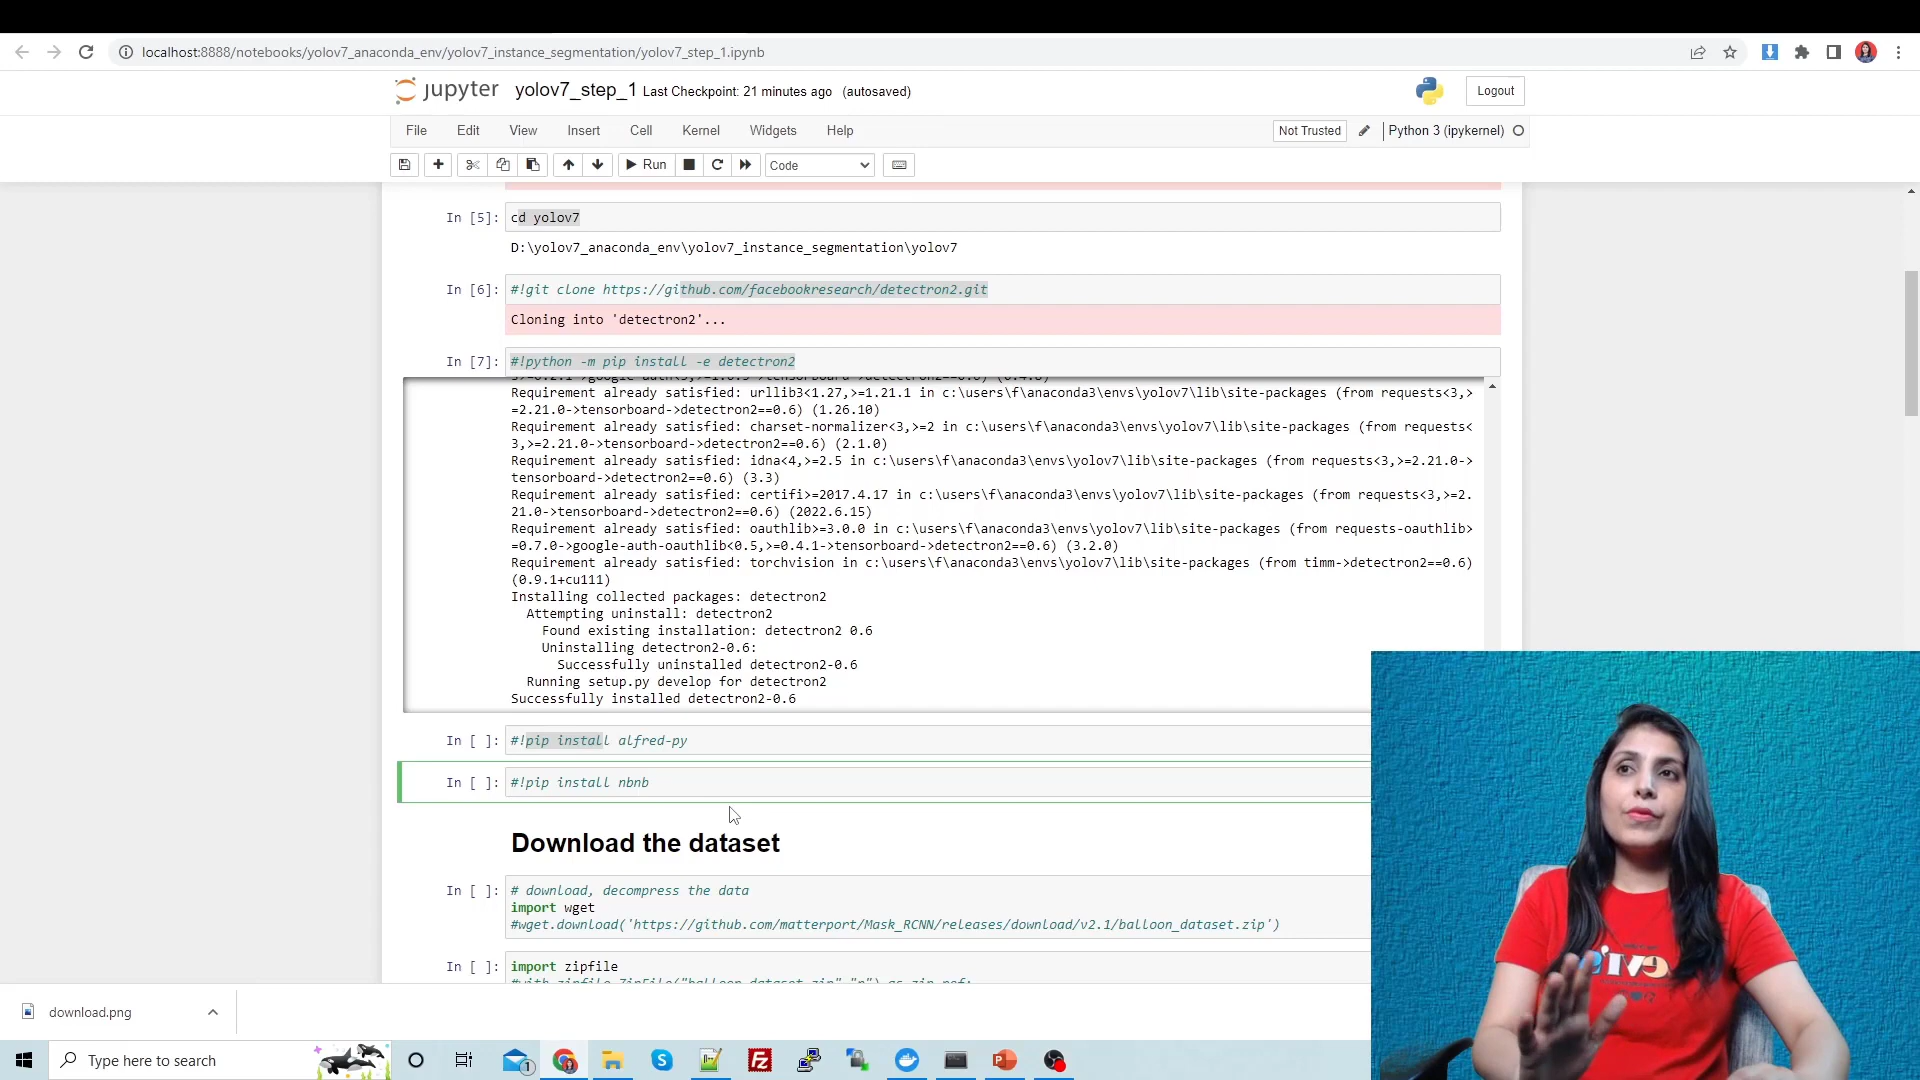 localhost:8888/notebooks/yolov7_anaconda_env/yolov7_instance_segmentation/yolov7_step_1.ipynb
jupyter yolov7_step_1 Last Checkpoint: 21 minutes ago (autosaved) Logout
File Edit View Insert Cell Kernel Widgets Help Not Trusted Python 3 (ipykernel)
Run Code
In [5]: cd yolov7
D:\yolov7_anaconda_env\yolov7_instance_segmentation\yolov7
In [6]: #!git clone https://github.com/facebookresearch/detectron2.git
Cloning into 'detectron2'...
In [7]: #!python -m pip install -e detectron2
Requirement already satisfied: urllib3<1.27,>=1.21.1 in c:\users\f\anaconda3\envs\yolov7\lib\site-packages (from requests<3,>
=2.21.0->tensorboard->detectron2==0.6) (1.26.10)
Requirement already satisfied: charset-normalizer<3,>=2 in c:\users\f\anaconda3\envs\yolov7\lib\site-packages (from requests<
3,>=2.21.0->tensorboard->detectron2==0.6) (2.1.0)
Requirement already satisfied: idna<4,>=2.5 in c:\users\f\anaconda3\envs\yolov7\lib\site-packages (from requests<3,>=2.21.0->
tensorboard->detectron2==0.6) (3.3)
Requirement already satisfied: certifi>=2017.4.17 in c:\users\f\anaconda3\envs\yolov7\lib\site-packages (from requests<3,>=2.
21.0->tensorboard->detectron2==0.6) (2022.6.15)
Requirement already satisfied: oauthlib>=3.0.0 in c:\users\f\anaconda3\envs\yolov7\lib\site-packages (from requests-oauthlib>
=0.7.0->google-auth-oauthlib<0.5,>=0.4.1->tensorboard->detectron2==0.6) (3.2.0)
Requirement already satisfied: torchvision in c:\users\f\anaconda3\envs\yolov7\lib\site-packages (from timm->detectron2==0.6)
(0.9.1+cu111)
Installing collected packages: detectron2
Attempting uninstall: detectron2
Found existing installation: detectron2 0.6
Uninstalling detectron2-0.6:
Successfully uninstalled detectron2-0.6
Running setup.py develop for detectron2
Successfully installed detectron2-0.6
In [ ]: #!pip install alfred-py
In [ ]: #!pip install nbnb
Download the dataset
In [ ]: # download, decompress the data
import wget
#wget.download('https://github.com/matterport/Mask_RCNN/releases/download/v2.1/balloon_dataset.zip')
In [ ]: import zipfile
download.png
Type here to search